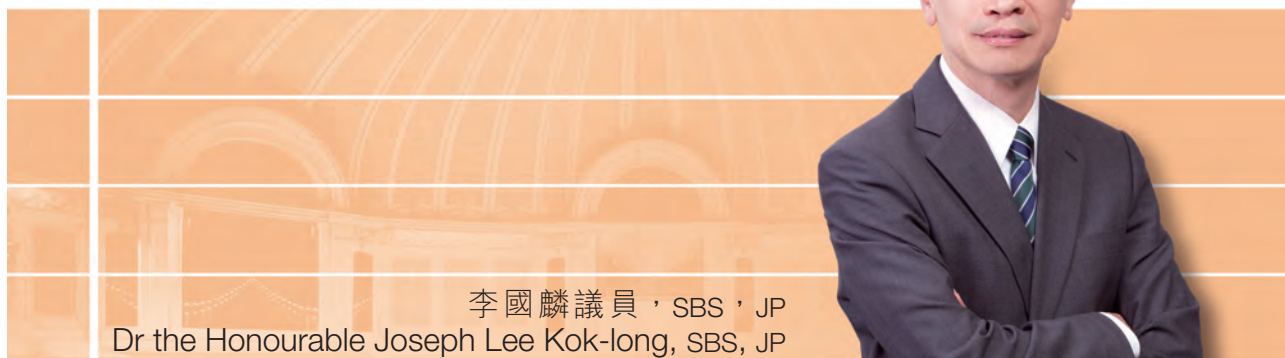 李國麟議員，SBS，JP
Dr the Honourable Joseph Lee Kok-long, SBS, JP